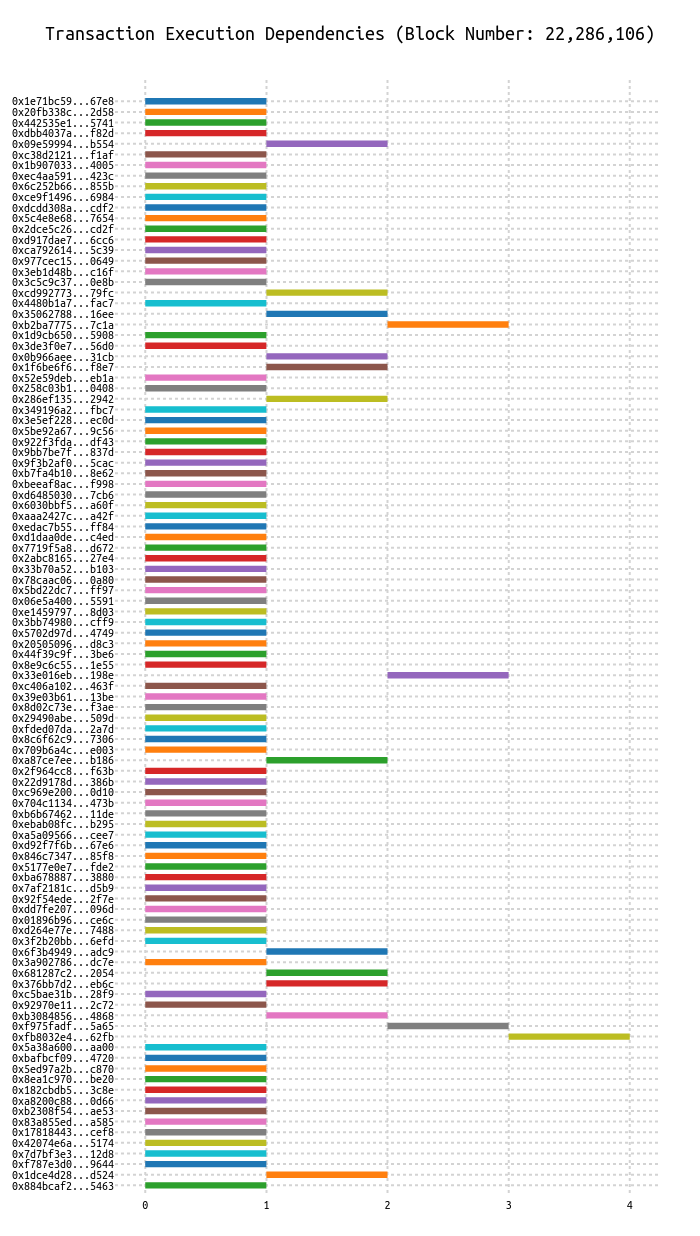 Transaction Execution Dependencies (Block Number: 22,286,106)
0x1e71bc59...67e8
0x20fb338c...2d58
0x442535e1...5741
0xdbb4037a...f82d
0x09e59994...b554
0xc38d2121...f1af
0x1b907033...4005
0xec4aa591...423c
0x6c252b66...855b
0xce9f1496...6984
0xdcdd308a...cdf2
0x5c4e8e68...7654
0x2dce5c26...cd2f
0xd917dae7...6cc6
0xca792614...5c39
0x977cec15...0649
0x3eb1d48b...c16f
0x3c5c9c37...0e8b
0xcd992773...79fc
0x4480b1a7...fac7
0x35062788...16ee
0xb2ba7775...7c1a
0x1d9cb650...5908
0x3de3f0e7...56d0
0x0b966aee...31cb
0x1f6be6f6...f8e7
0x52e59deb...eb1a
0x258c03b1...0408
0x286ef135...2942
0x349196a2...fbc7
0x3e5ef228...ec0d
0x5be92a67...9c56
0x922f3fda...df43
0x9bb7be7f...837d
0x9f3b2af0...5cac
0xb7fa4b10...8e62
0xbeeaf8ac...f998
0xd6485030...7cb6
0x6030bbf5...a60f
0xaaa2427c...a42f
0xedac7b55...ff84
0xd1daa0de...c4ed
0x7719f5a8...d672
0x2abc8165...27e4
0x33b70a52...b103
0x78caac06...0a80
0x5bd22dc7...ff97
0x06e5a400...5591
0xe1459797...8d03
0x3bb74980...cff9
0x5702d97d...4749
0x20505096...d8c3
0x44f39c9f...3be6
0x8e9c6c55...1e55
0x33e016eb...198e
0xc406a102...463f
0x39e03b61...13be
0x8d02c73e...f3ae
0x29490abe...509d
0xfded07da...2a7d
0x8c6f62c9...7306
0x709b6a4c...e003
0xa87ce7ee...b186
0x2f964cc8...f63b
0x22d9178d...386b
0xc969e200...0d10
0x704c1134...473b
0xb6b67462...11de
0xebab08fc...b295
0xa5a09566...cee7
0xd92f7f6b...67e6
0x846c7347...85f8
0x5177e0e7...fde2
0xba678887...3880
0x7af2181c...d5b9
0x92f54ede...2f7e
0xdd7fe207...096d
0x01896b96...ce6c
0xd264e77e...7488
0x3f2b20bb...6efd
0x6f3b4949...adc9
0x3a902786...dc7e
0x681287c2...2054
0x376bb7d2...eb6c
0xc5bae31b...28f9
0x92970e11...2c72
0xb3084856...4868
0xf975fadf...5a65
0xfb8032e4...62fb
0x5a38a600...aa00
0xbafbcf09...4720
0x5ed97a2b...c870
0x8ea1c970...be20
0x182cbdb5...3c8e
0xa8200c88...0d66
0xb2308f54...ae53
0x83a855ed...a585
0x17818443...cef8
0x42074e6a...5174
0x7d7bf3e3...12d8
0xf787e3d0...9644
0x1dce4d28...d524
0x884bcaf2...5463
0 1 2 3 4